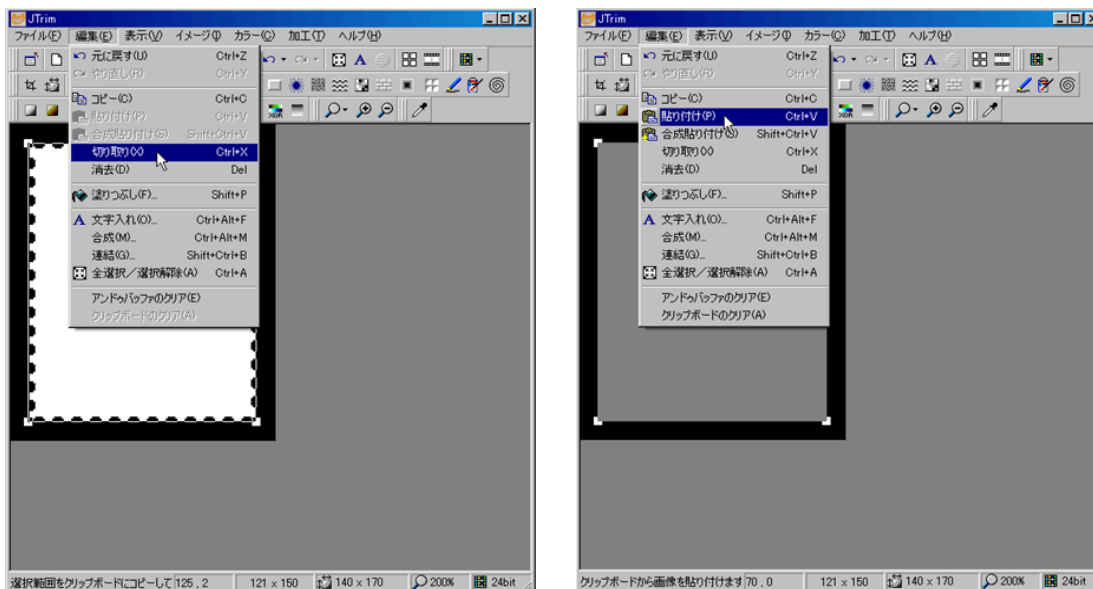 JTrim
ファイル(F) 編集(E) 表示(V) イメージ(I) カラー(C) 加工(T) ヘルプ(H)
元に戻す(U) Ctrl+Z
やり直し(R) Ctrl+Y
コピー(C) Ctrl+C
貼り付け(P) Ctrl+V
合成貼り付け(S) Shift+Ctrl+V
切り取り(X) Ctrl+X
消去(D) Del
塗りつぶし(F)... Shift+P
文字入れ(O)... Ctrl+Alt+F
合成(M)... Ctrl+Alt+M
連結(G)... Shift+Ctrl+B
全選択／選択解除(A) Ctrl+A
アンドゥバッファのクリア(E)
クリップボードのクリア(A)
A
XOR
選択範囲をクリップボードにコピーして 125 , 2 121 x 150 140 x 170 200% 24bit
JTrim
ファイル(F) 編集(E) 表示(V) イメージ(I) カラー(C) 加工(T) ヘルプ(H)
元に戻す(U) Ctrl+Z
やり直し(R) Ctrl+Y
コピー(C) Ctrl+C
貼り付け(P) Ctrl+V
合成貼り付け(S) Shift+Ctrl+V
切り取り(X) Ctrl+X
消去(D) Del
塗りつぶし(F)... Shift+P
文字入れ(O)... Ctrl+Alt+F
合成(M)... Ctrl+Alt+M
連結(G)... Shift+Ctrl+B
全選択／選択解除(A) Ctrl+A
アンドゥバッファのクリア(E)
クリップボードのクリア(A)
A
XOR
クリップボードから画像を貼り付けます 70 , 0 121 x 150 140 x 170 200% 24bit